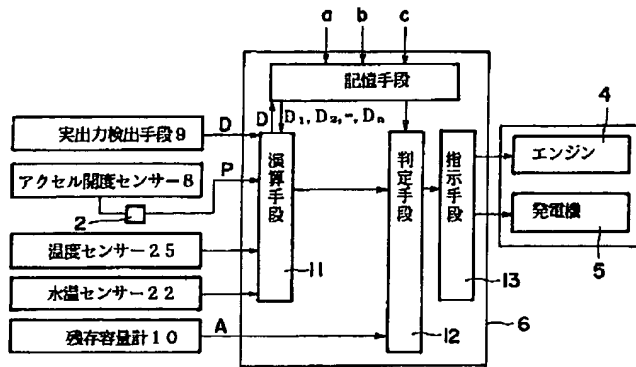 a b c
記憶手段
D D₁, D₂, -, Dₙ
実出力検出手段9 D
アクセル開度センサー8 P
2
温度センサー25
水温センサー22
残存容量計10 A
演算手段
11
判定手段
12
指示手段
13
4
エンジン
発電機
5
6